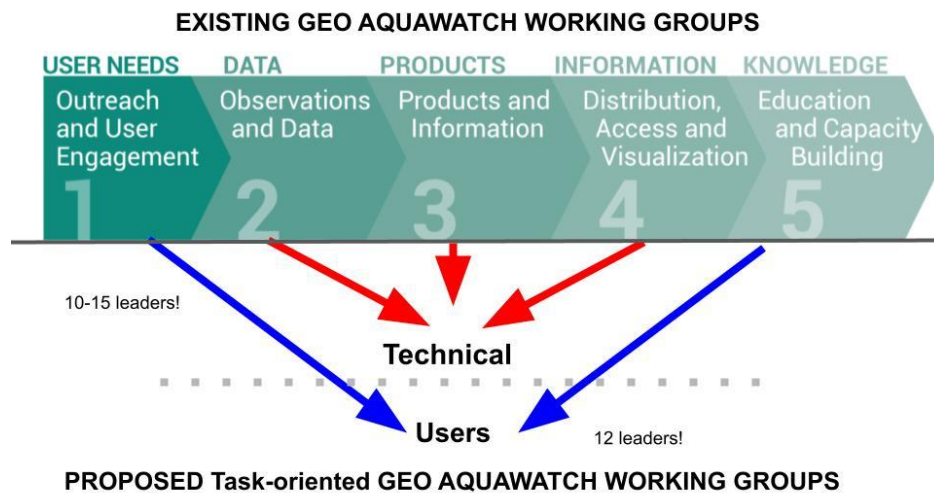 EXISTING GEO AQUAWATCH WORKING GROUPS
USER NEEDS
DATA
PRODUCTS
INFORMATION
KNOWLEDGE
Outreach
and User
Engagement
1
Observations
and Data
2
Products and
Information
3
Distribution,
Access and
Visualization
4
Education
and Capacity
Building
5
10-15 leaders!
Technical
Users
12 leaders!
PROPOSED Task-oriented GEO AQUAWATCH WORKING GROUPS